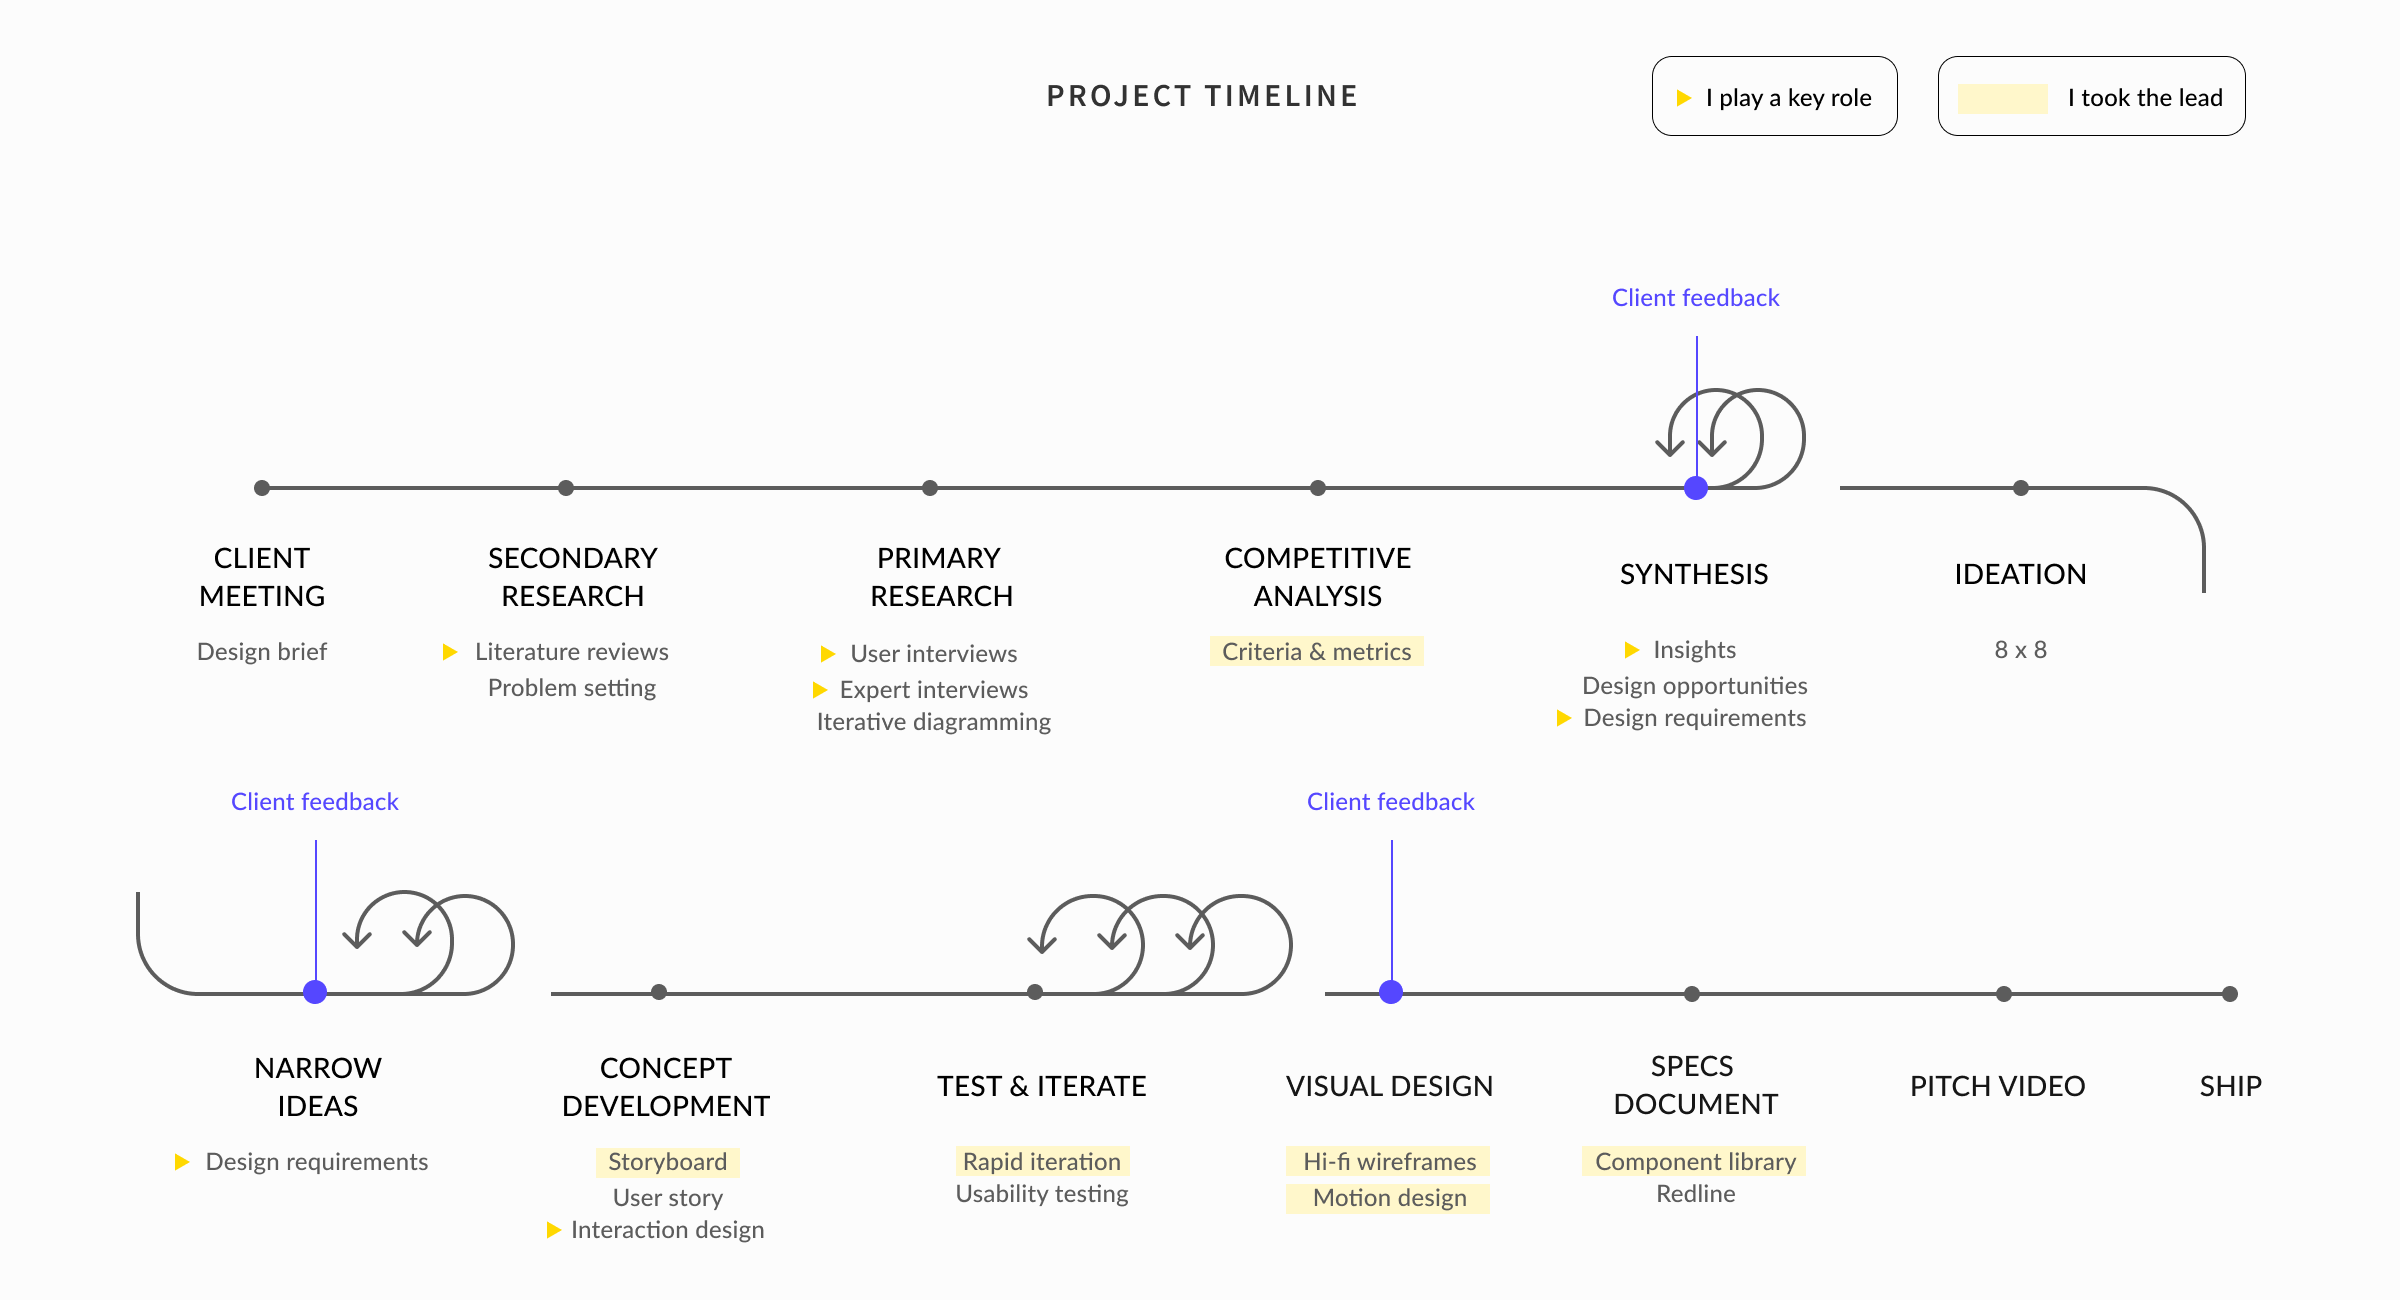 PROJECT TIMELINE
I play a key role
I took the lead
Client feedback
CLIENT
MEETING
Design brief
SECONDARY
RESEARCH
Literature reviews
Problem setting
PRIMARY
RESEARCH
User interviews
Expert interviews
Iterative diagramming
COMPETITIVE
ANALYSIS
Criteria & metrics
SYNTHESIS
Insights
Design opportunities
Design requirements
IDEATION
8 x 8
Client feedback
Client feedback
NARROW
IDEAS
Design requirements
CONCEPT
DEVELOPMENT
Storyboard
User story
Interaction design
TEST & ITERATE
Rapid iteration
Usability testing
VISUAL DESIGN
Hi-fi wireframes
Motion design
SPECS
DOCUMENT
Component library
Redline
PITCH VIDEO
SHIP